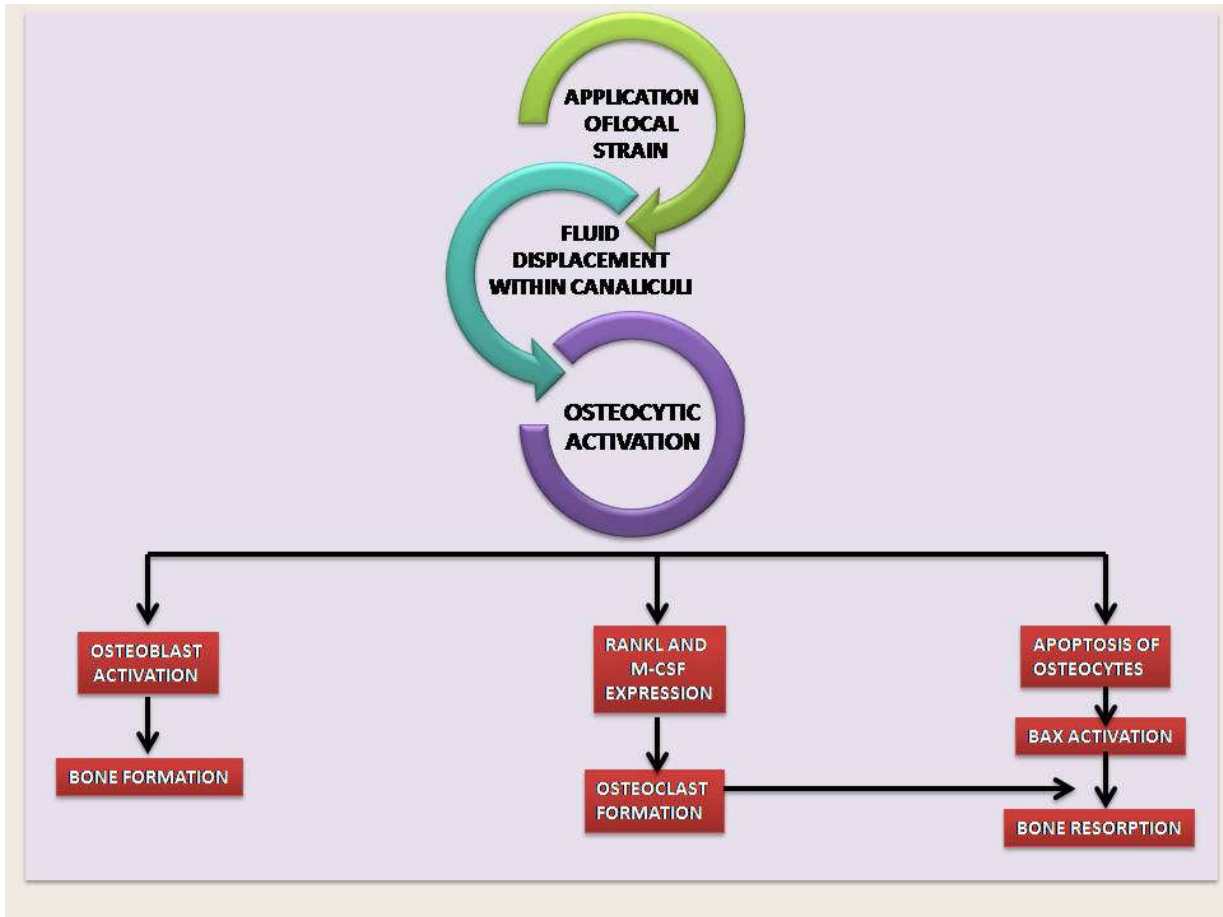 APPLICATION
OFLOCAL
STRAIN
FLUID
DISPLACEMENT
WITHIN CANALICULI
OSTEOCYTIC
ACTIVATION
OSTEOBLAST
ACTIVATION
BONE FORMATION
RANKL AND
M-CSF
EXPRESSION
OSTEOCLAST
FORMATION
APOPTOSIS OF
OSTEOCYTES
BAX ACTIVATION
BONE RESORPTION